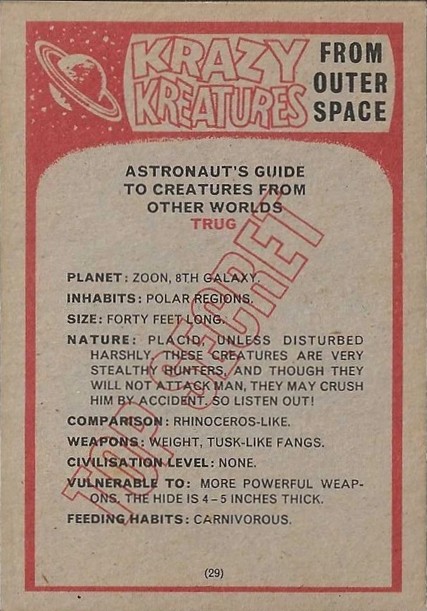 KRAZY
KREATURES
FROM
OUTER
SPACE
ASTRONAUT'S GUIDE
TO CREATURES FROM
OTHER WORLDS
TRUG
TOP SECRET
PLANET: ZOON, 8TH GALAXY.
INHABITS: POLAR REGIONS.
SIZE: FORTY FEET LONG.
NATURE: PLACID, UNLESS DISTURBED
HARSHLY. THESE CREATURES ARE VERY
STEALTHY HUNTERS, AND THOUGH THEY
WILL NOT ATTACK MAN, THEY MAY CRUSH
HIM BY ACCIDENT. SO LISTEN OUT!
COMPARISON: RHINOCEROS-LIKE.
WEAPONS: WEIGHT, TUSK-LIKE FANGS.
CIVILISATION LEVEL: NONE.
VULNERABLE TO: MORE POWERFUL WEAP-
ONS. THE HIDE IS 4–5 INCHES THICK.
FEEDING HABITS: CARNIVOROUS.
(29)